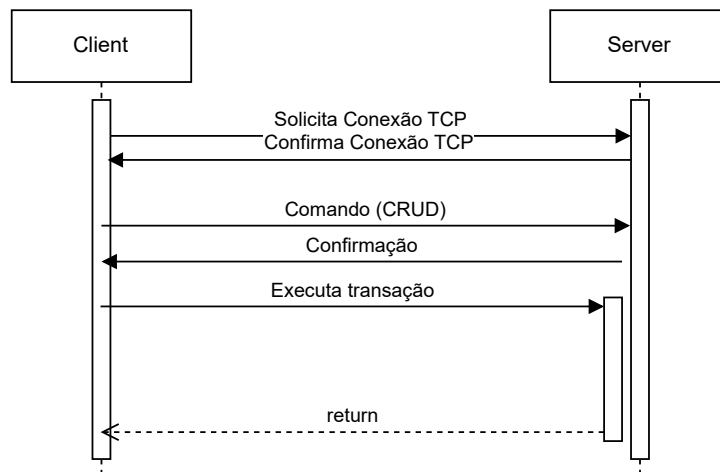 Client
Server
Solicita Conexão TCP
Confirma Conexão TCP
Comando (CRUD)
Confirmação
Executa transação
return